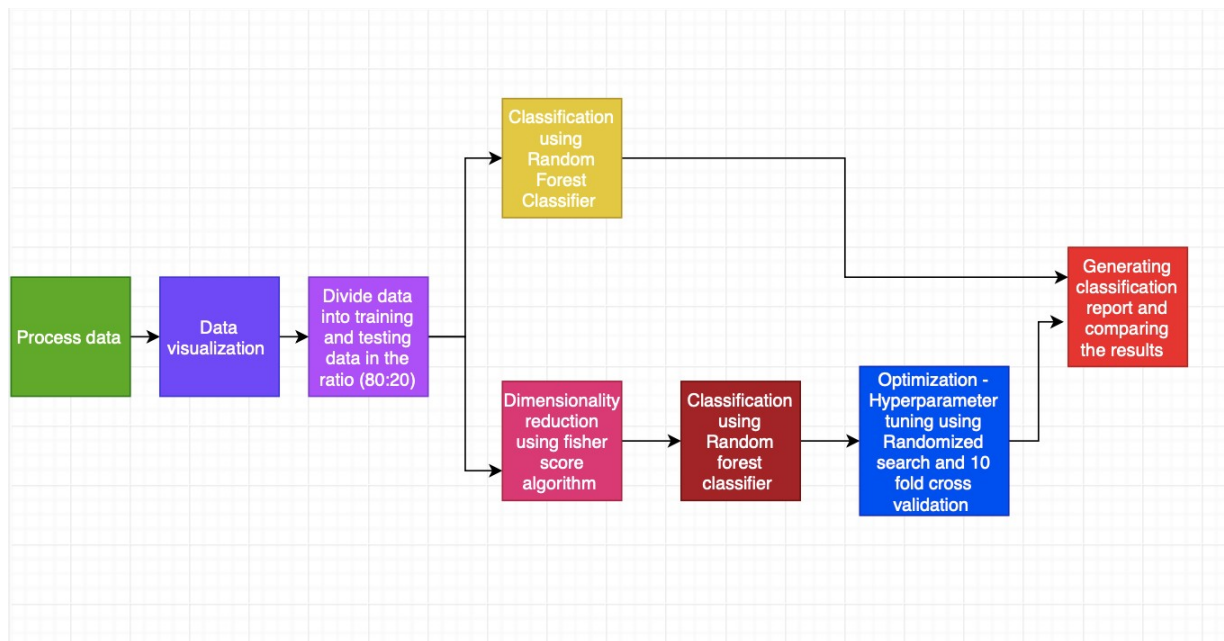 Process data
Data
visualization
Divide data
into training
and testing
data in the
ratio (80:20)
Classification
using
Random
Forest
Classifier
Dimensionality
reduction
using fisher
score
algorithm
Classification
using
Random
forest
classifier
Optimization -
Hyperparameter
tuning using
Randomized
search and 10
fold cross
validation
Generating
classification
report and
comparing
the results